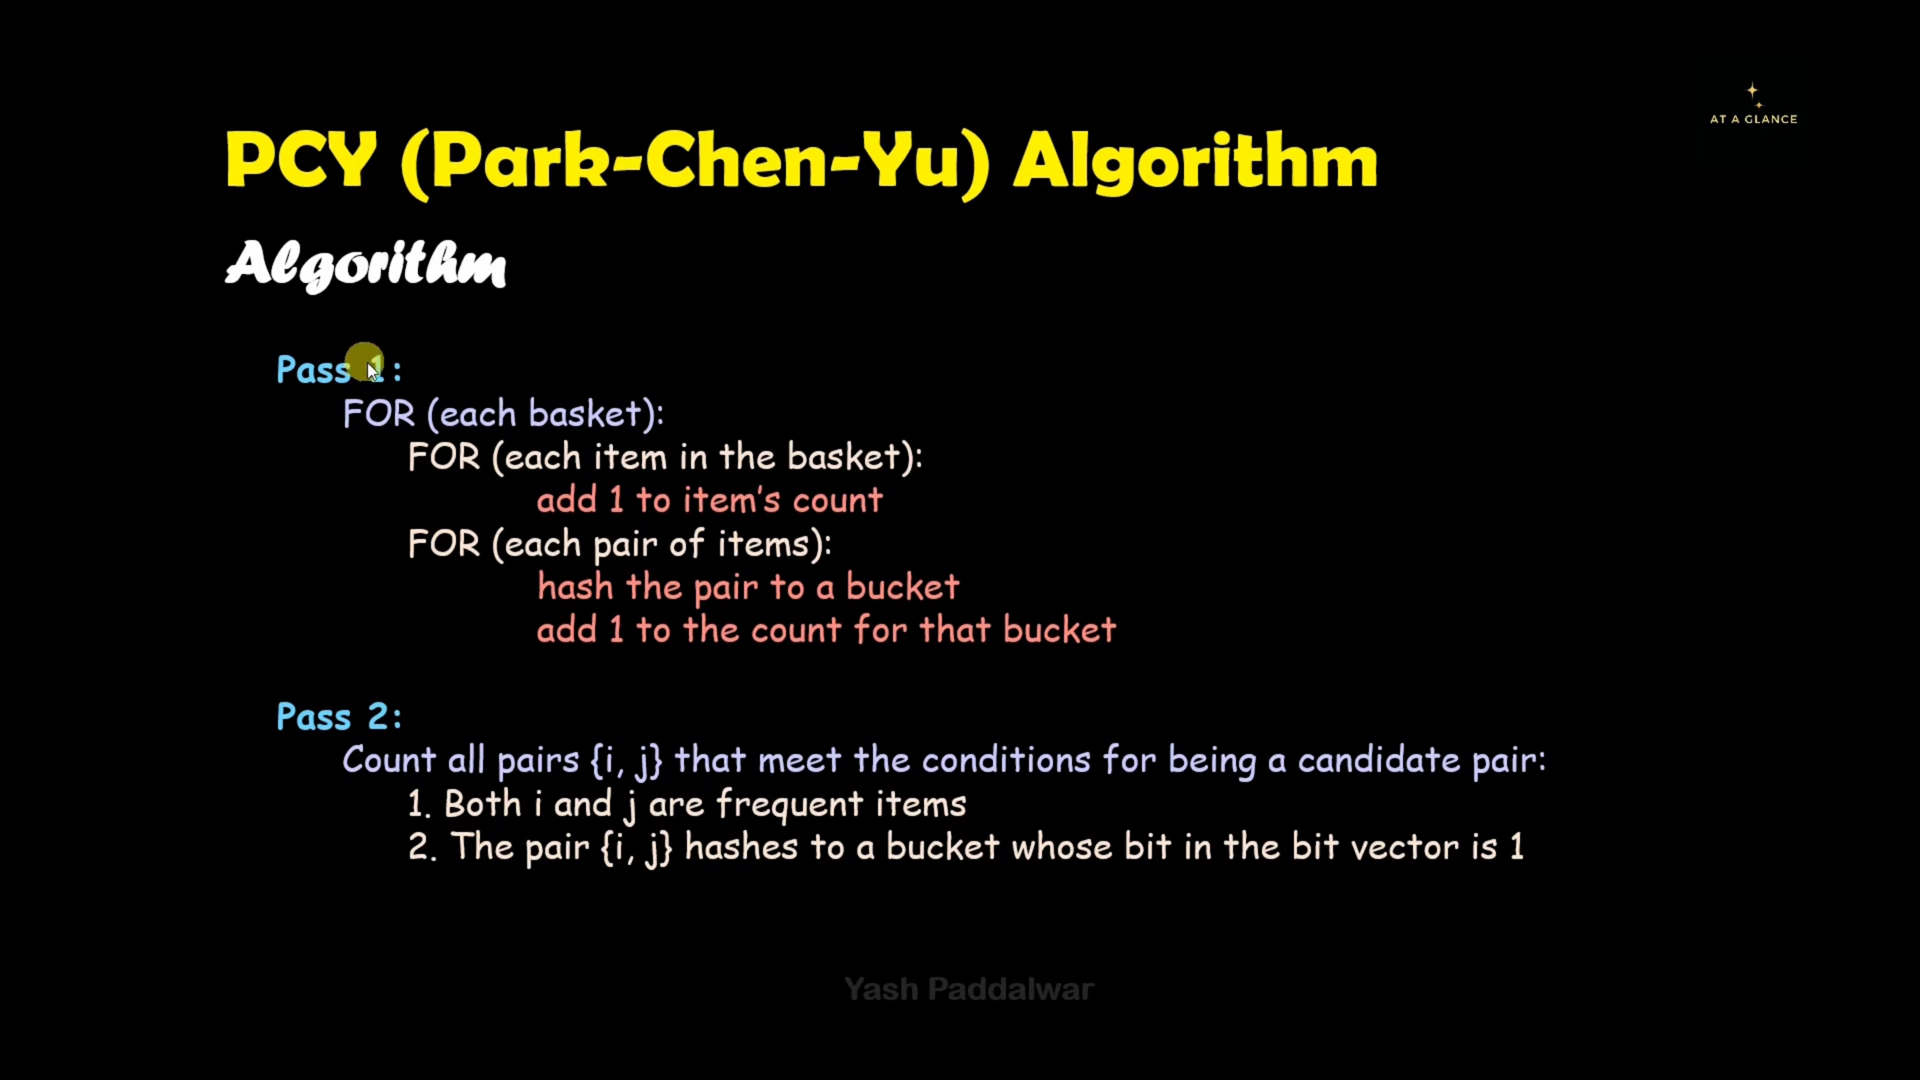 AT A GLANCE
PCY (Park-Chen-Yu) Algorithm
Algorithm
Pass 1:
FOR (each basket):
FOR (each item in the basket):
add 1 to item's count
FOR (each pair of items):
hash the pair to a bucket
add 1 to the count for that bucket
Pass 2:
Count all pairs {i, j} that meet the conditions for being a candidate pair:
1. Both i and j are frequent items
2. The pair {i, j} hashes to a bucket whose bit in the bit vector is 1
Yash Paddalwar